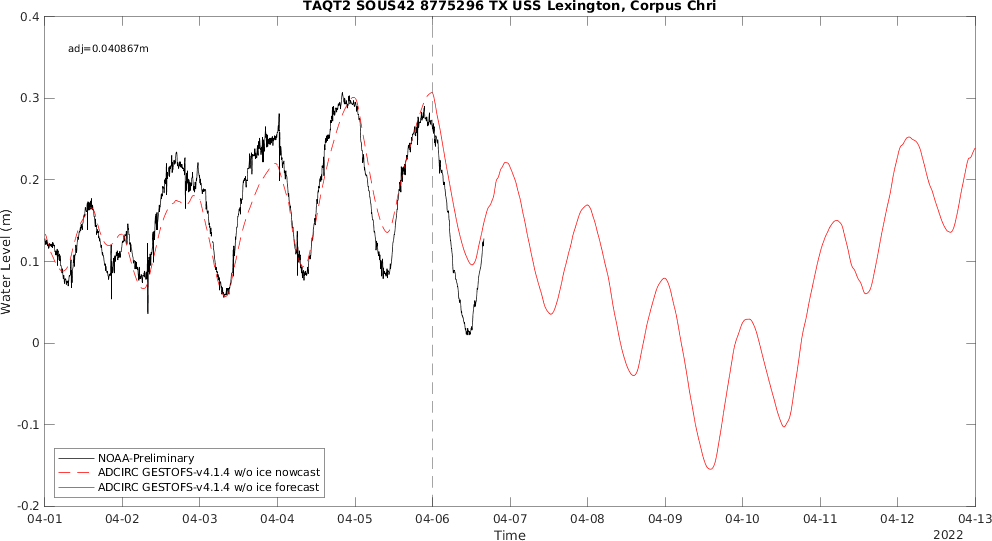 TAQT2 SOUS42 8775296 TX USS Lexington, Corpus Chri
adj=0.040867m
0.4
0.3
0.2
0.1
0
-0.1
-0.2
Water Level (m)
NOAA-Preliminary
ADCIRC GESTOFS-v4.1.4 w/o ice nowcast
ADCIRC GESTOFS-v4.1.4 w/o ice forecast
04-01 04-02 04-03 04-04 04-05 04-06 04-07 04-08 04-09 04-10 04-11 04-12 04-13
Time
2022